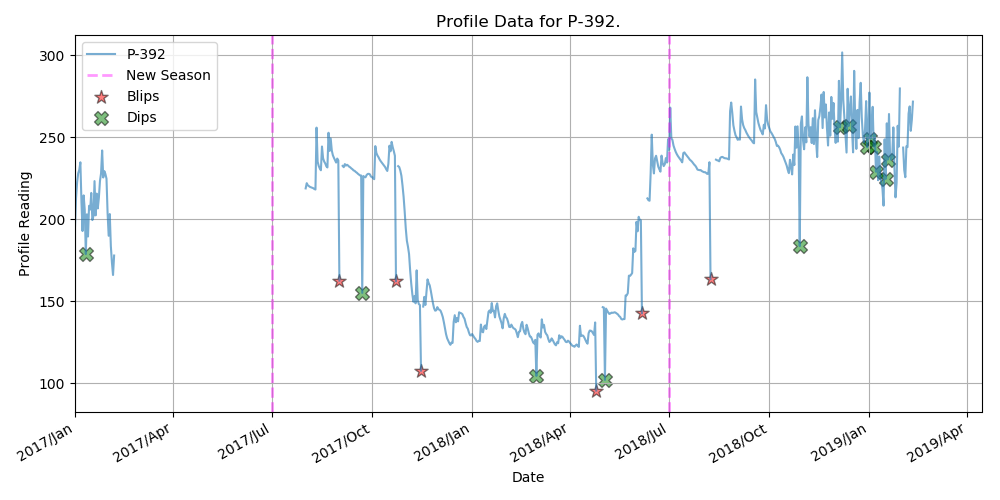 Profile Data for P-392.
P-392
New Season
Blips
Dips
Profile Reading
300
250
200
150
100
2017/Jan
2017/Apr
2017/Jul
2017/Oct
2018/Jan
2018/Apr
2018/Jul
2018/Oct
2019/Jan
2019/Apr
Date